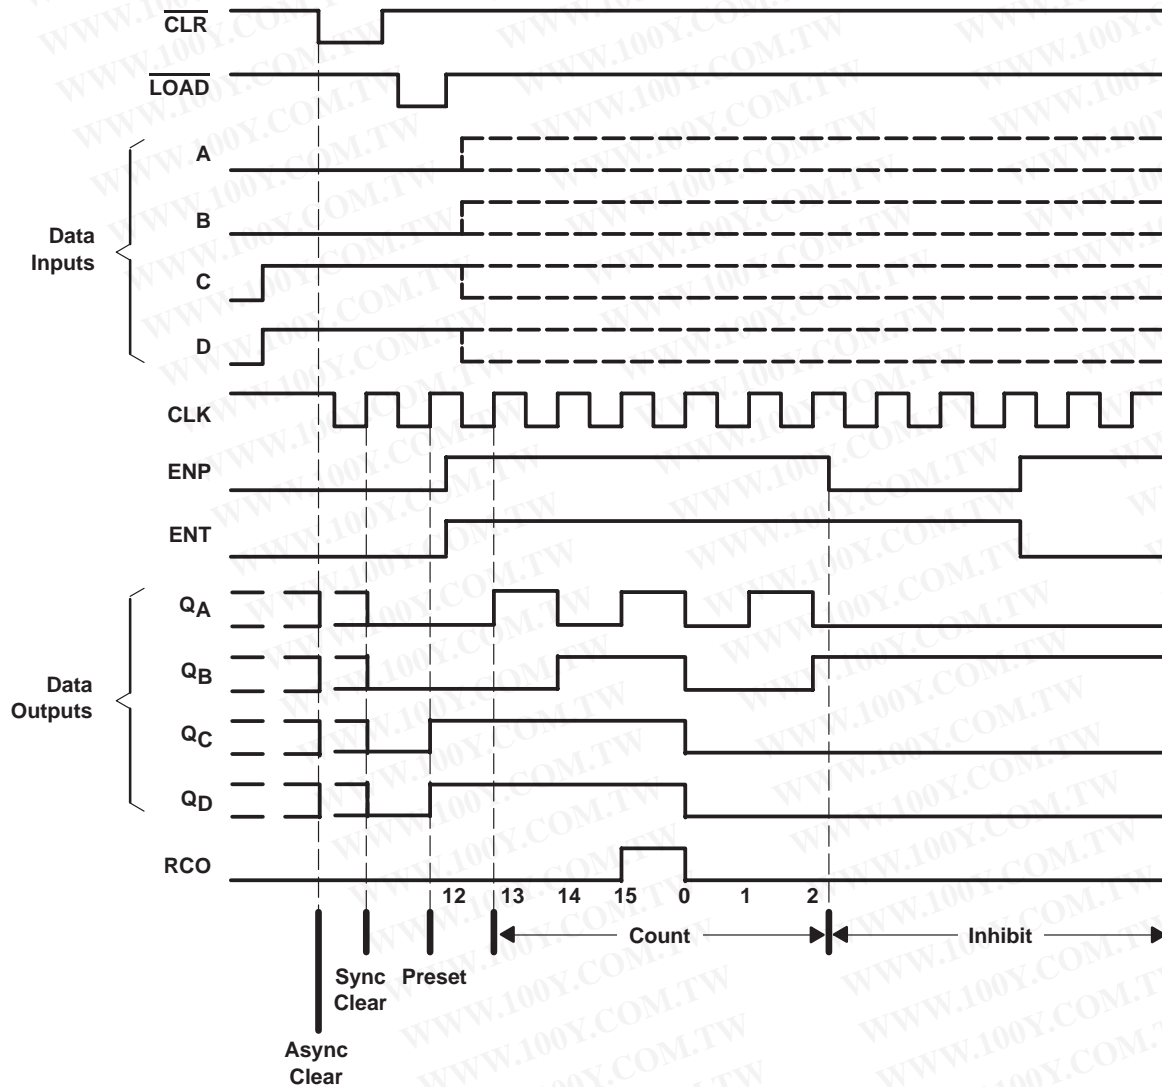 CLR
LOAD
A
B
Data
Inputs
C
D
CLK
ENP
ENT
QA
QB
Data
Outputs
QC
QD
RCO
12 13 14 15 0 1 2
Count Inhibit
Sync Preset
Clear
Async
Clear
WWW.100Y.COM.TW